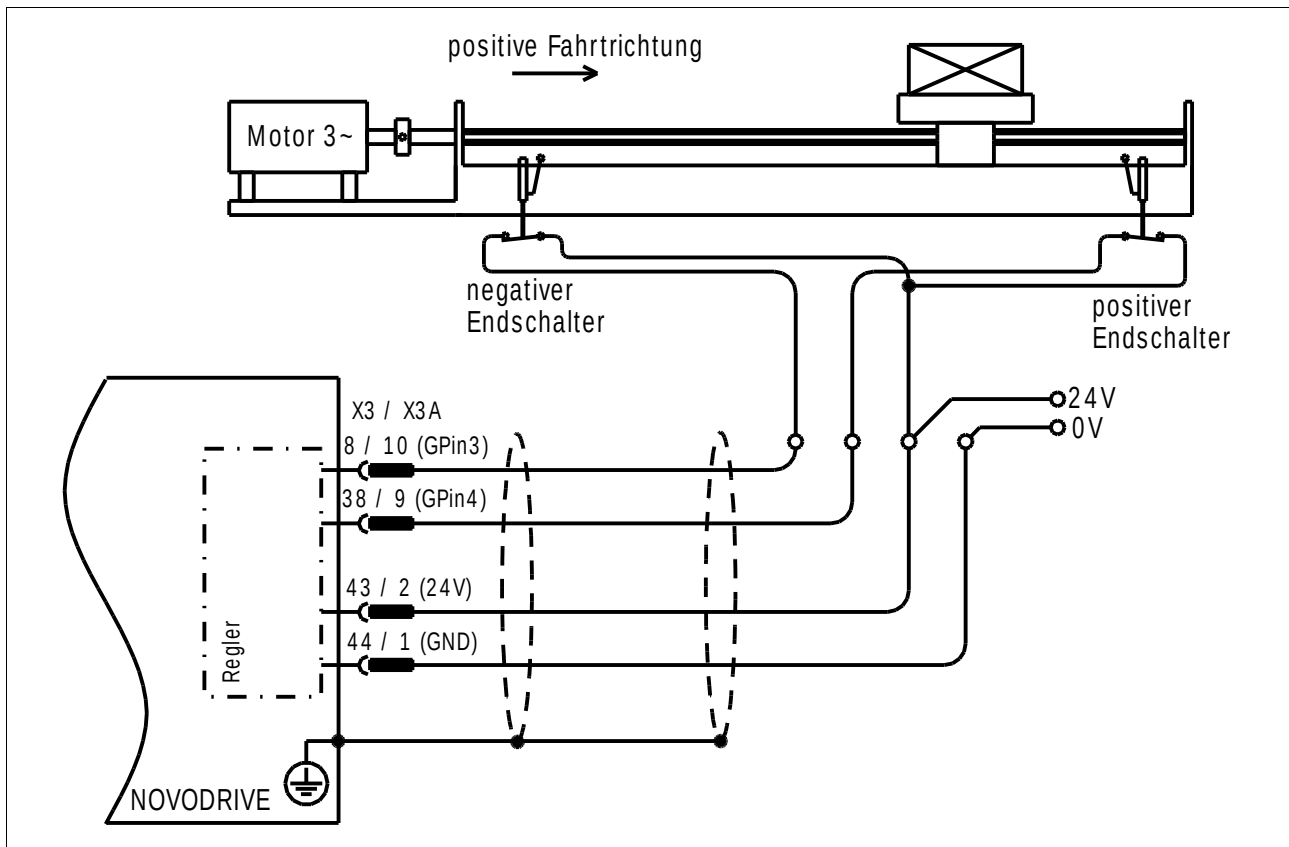 positive Fahrtrichtung
Motor 3~
negativer
Endschalter
positiver
Endschalter
24V
0V
X3 / X3A
8 / 10 (GPin3)
38 / 9 (GPin4)
43 / 2 (24V)
44 / 1 (GND)
Regler
NOVODRIVE